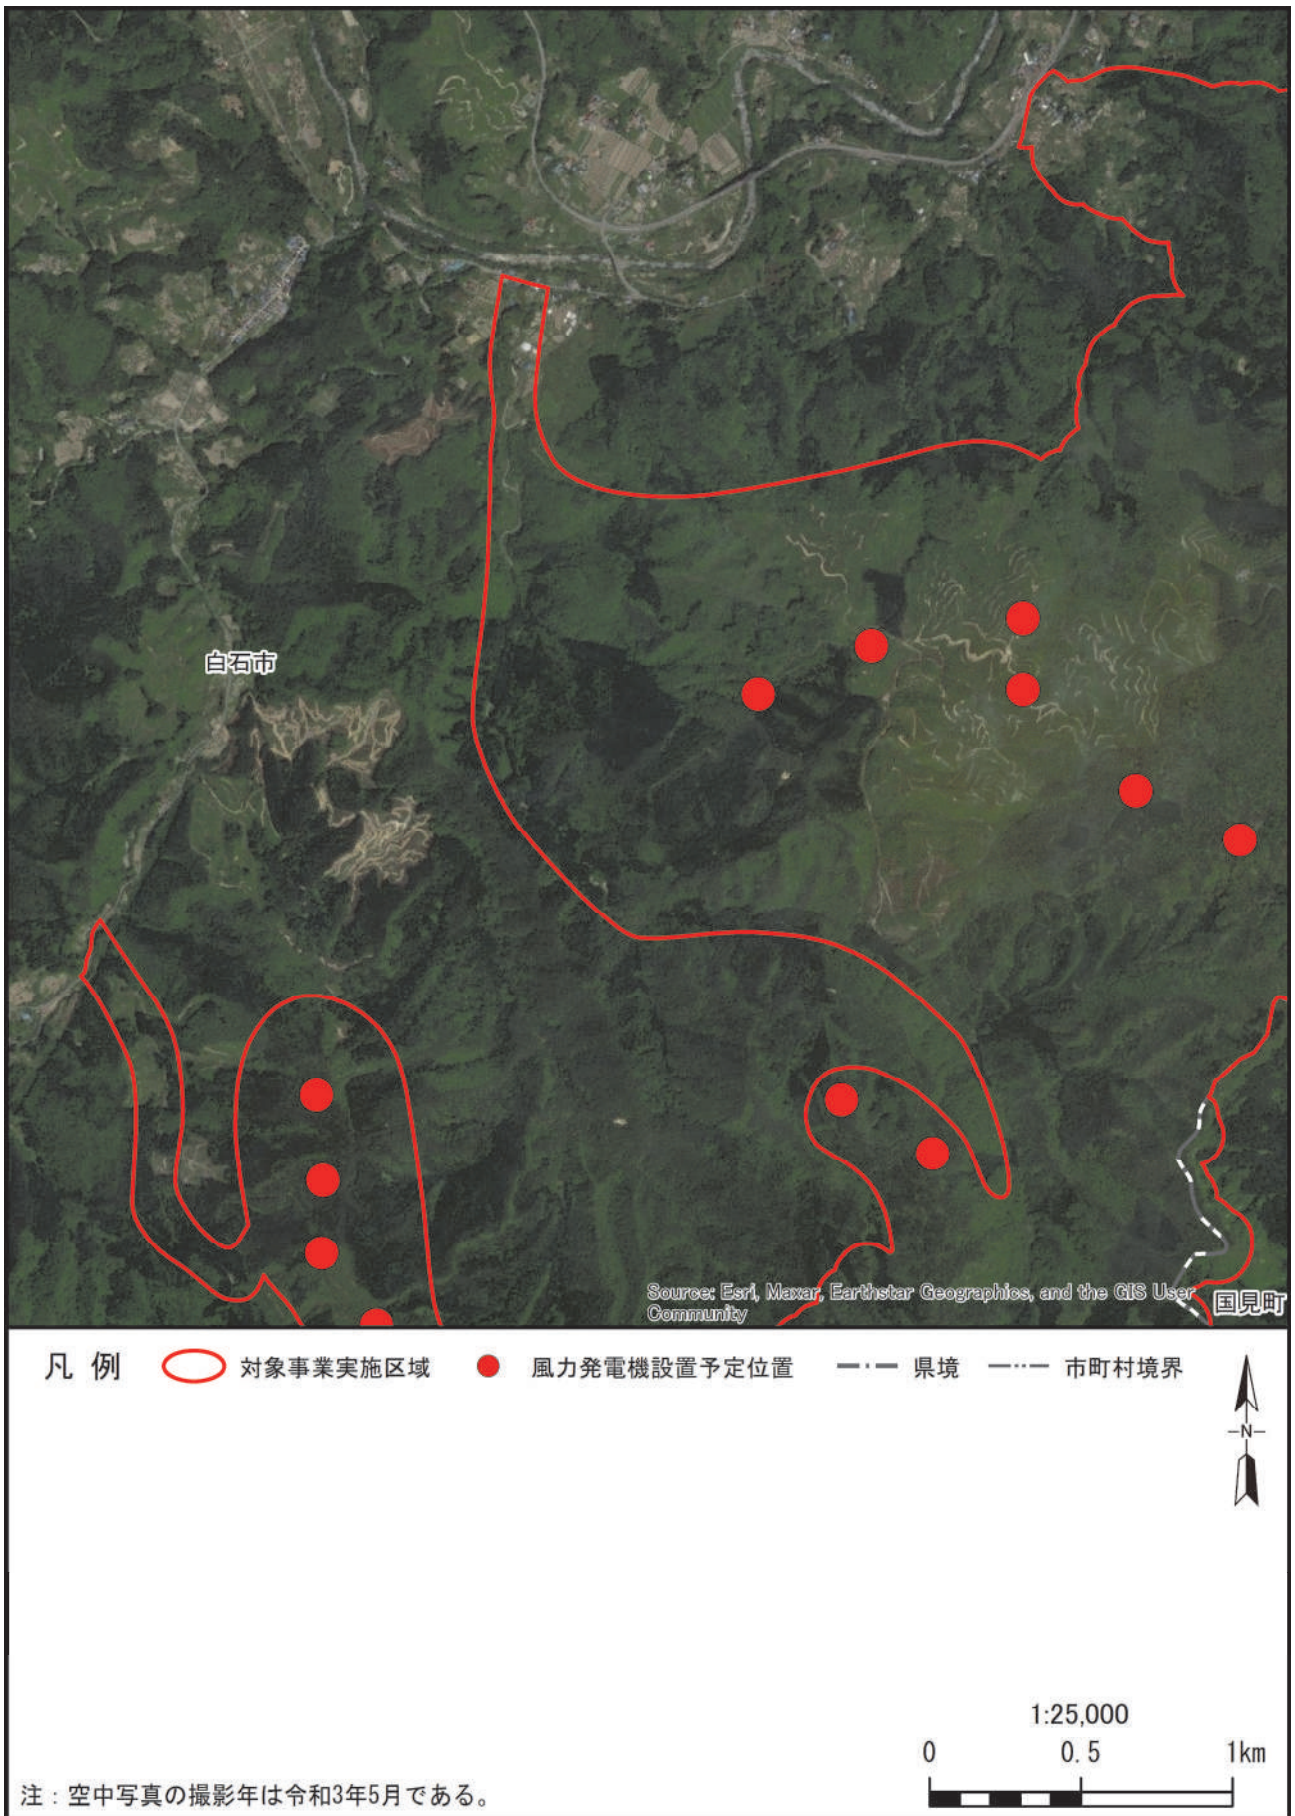 白石市
Source: Esri, Maxar, Earthstar Geographics, and the GIS User
Community
国見町
凡 例 対象事業実施区域 風力発電機設置予定位置 県境 市町村境界
N
1:25,000
0 0.5 1km
注：空中写真の撮影年は令和3年5月である。